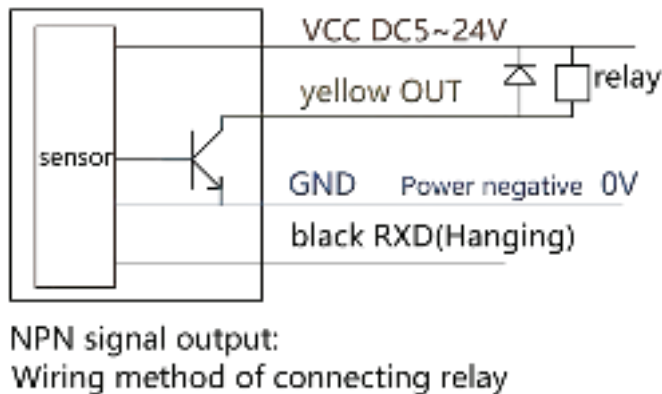 VCC DC5~24V
yellow OUT
relay
sensor
GND Power negative 0V
black RXD(Hanging)
NPN signal output:
Wiring method of connecting relay